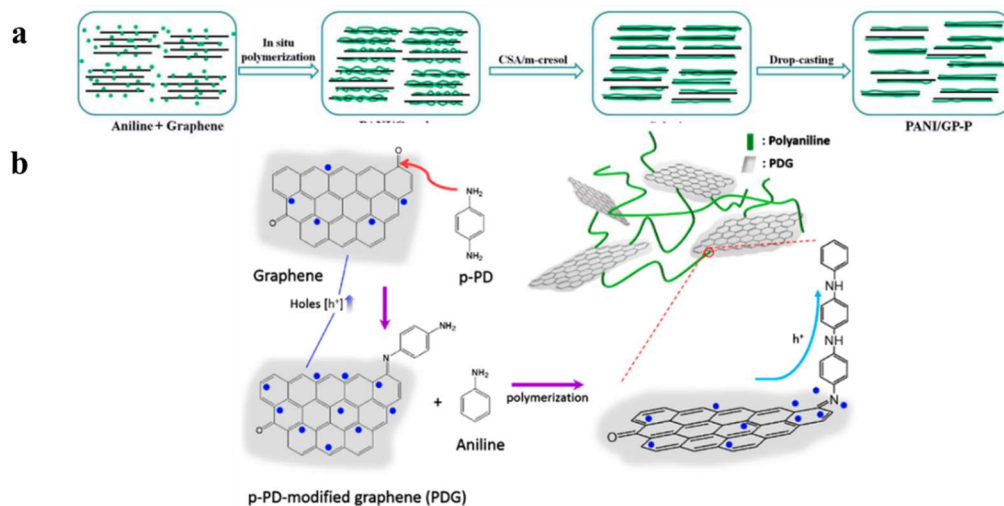 a
In situ
polymerization
CSA/m-cresol
Drop-casting
Aniline + Graphene
PANI/GP-P
b
: Polyaniline
: PDG
O
NH₂
O
NH₂
Graphene
p-PD
Holes [h⁺]
NH₂
N
NH₂
O
+
Aniline
polymerization
NH
NH
h⁺
N
O
p-PD-modified graphene (PDG)